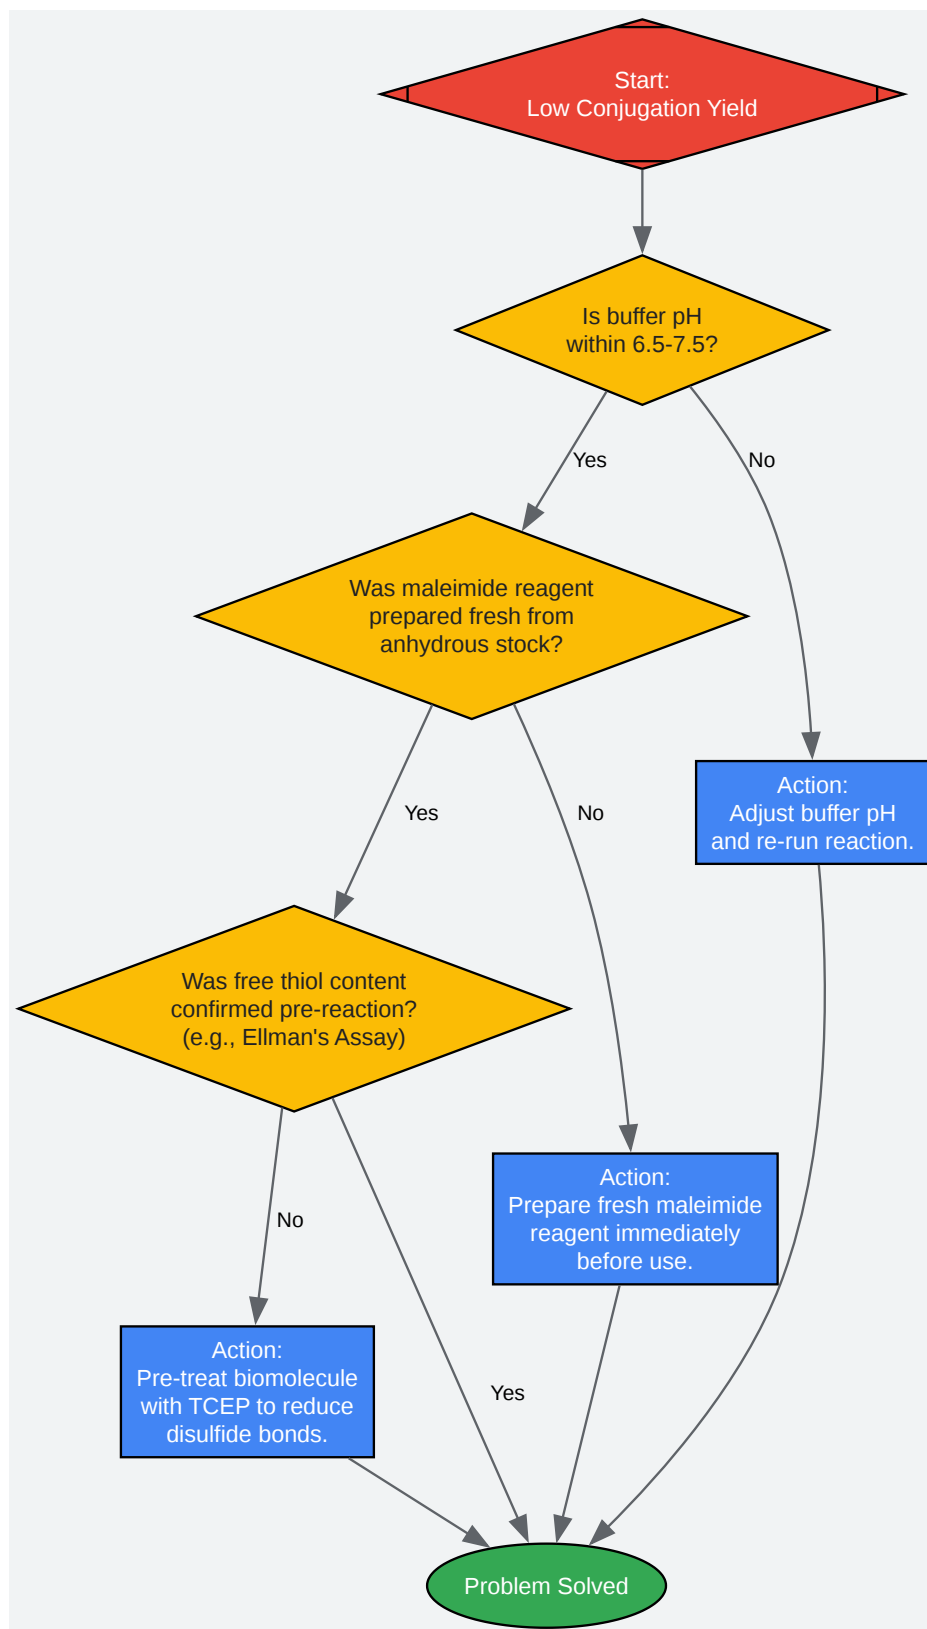 Start:
Low Conjugation Yield
Is buffer pH
within 6.5-7.5?
Yes
No
Was maleimide reagent
prepared fresh from
anhydrous stock?
Action:
Adjust buffer pH
and re-run reaction.
Yes
No
Was free thiol content
confirmed pre-reaction?
(e.g., Ellman's Assay)
Action:
Prepare fresh maleimide
reagent immediately
before use.
No
Action:
Pre-treat biomolecule
with TCEP to reduce
disulfide bonds.
Yes
Problem Solved